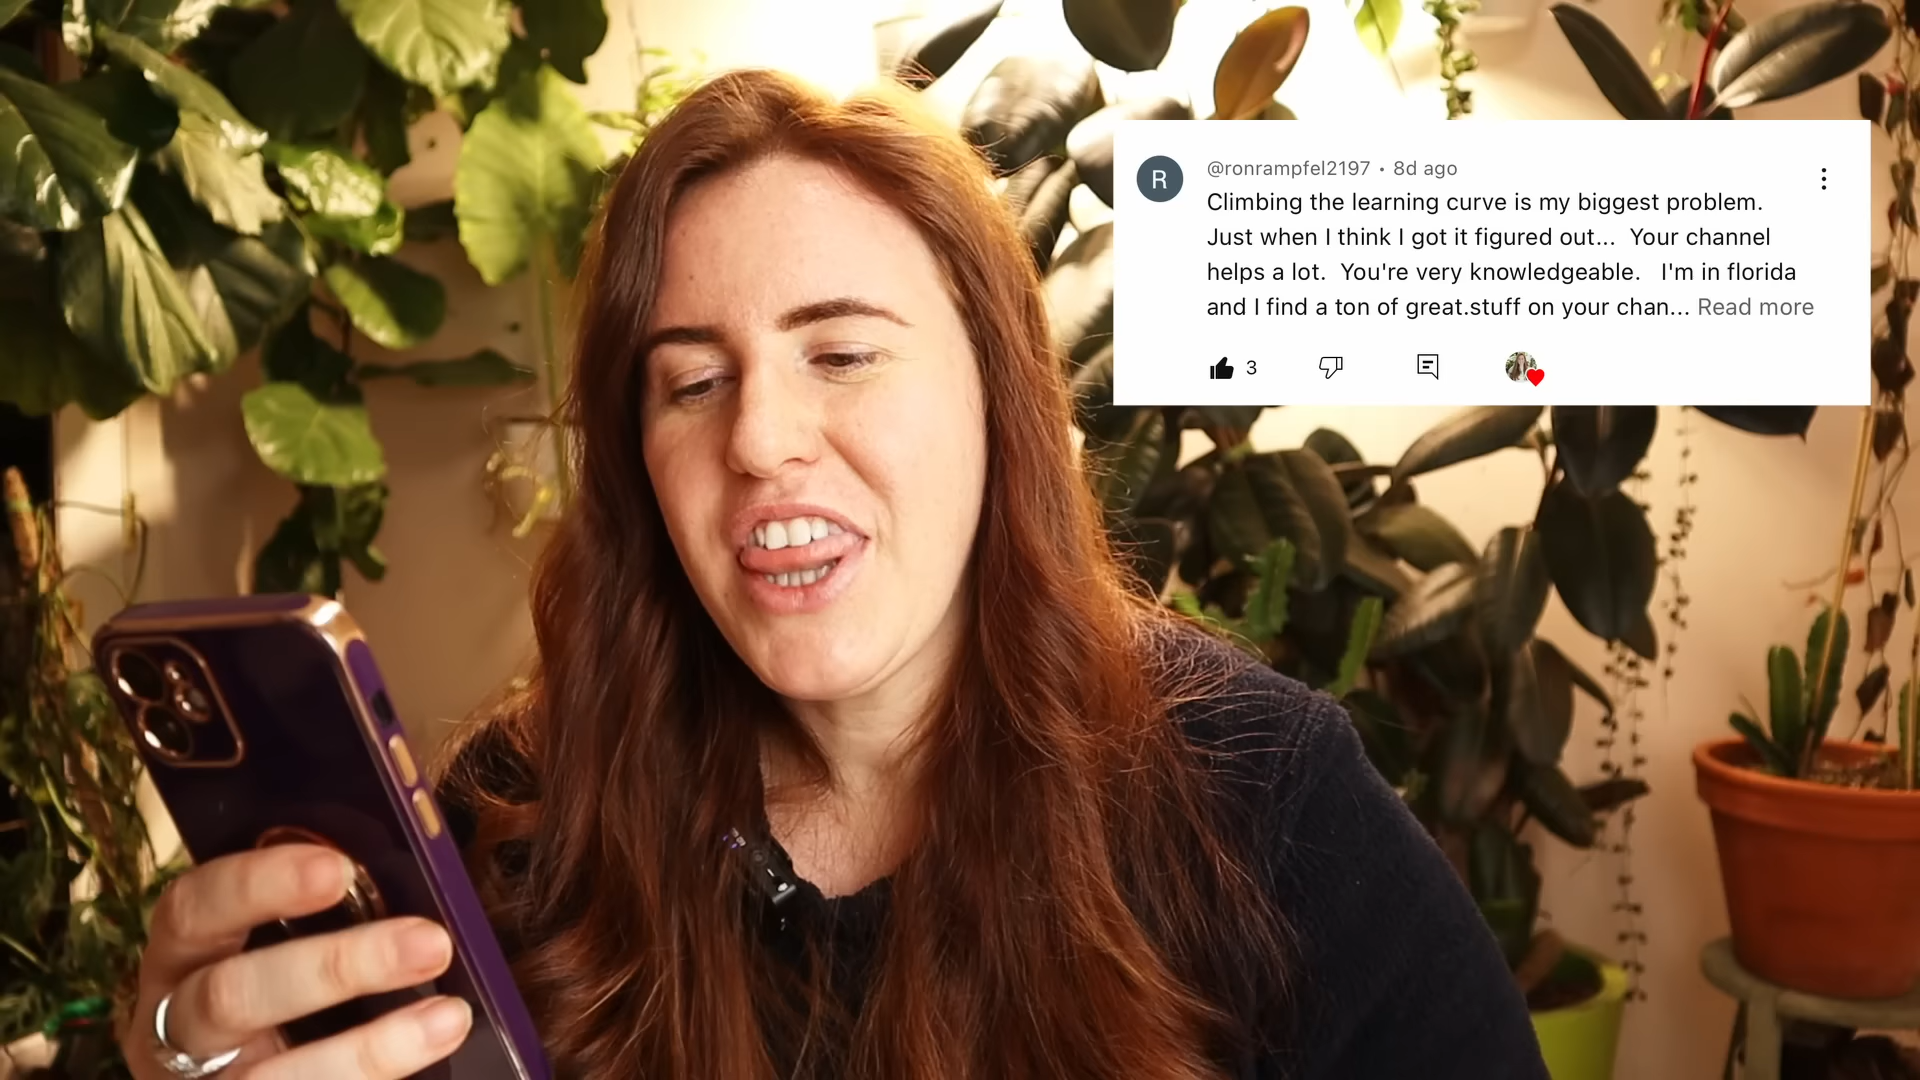 R
@ronrampfel2197 • 8d ago
Climbing the learning curve is my biggest problem.
Just when I think I got it figured out... Your channel
helps a lot. You're very knowledgeable. I'm in florida
and I find a ton of great.stuff on your chan... Read more
3